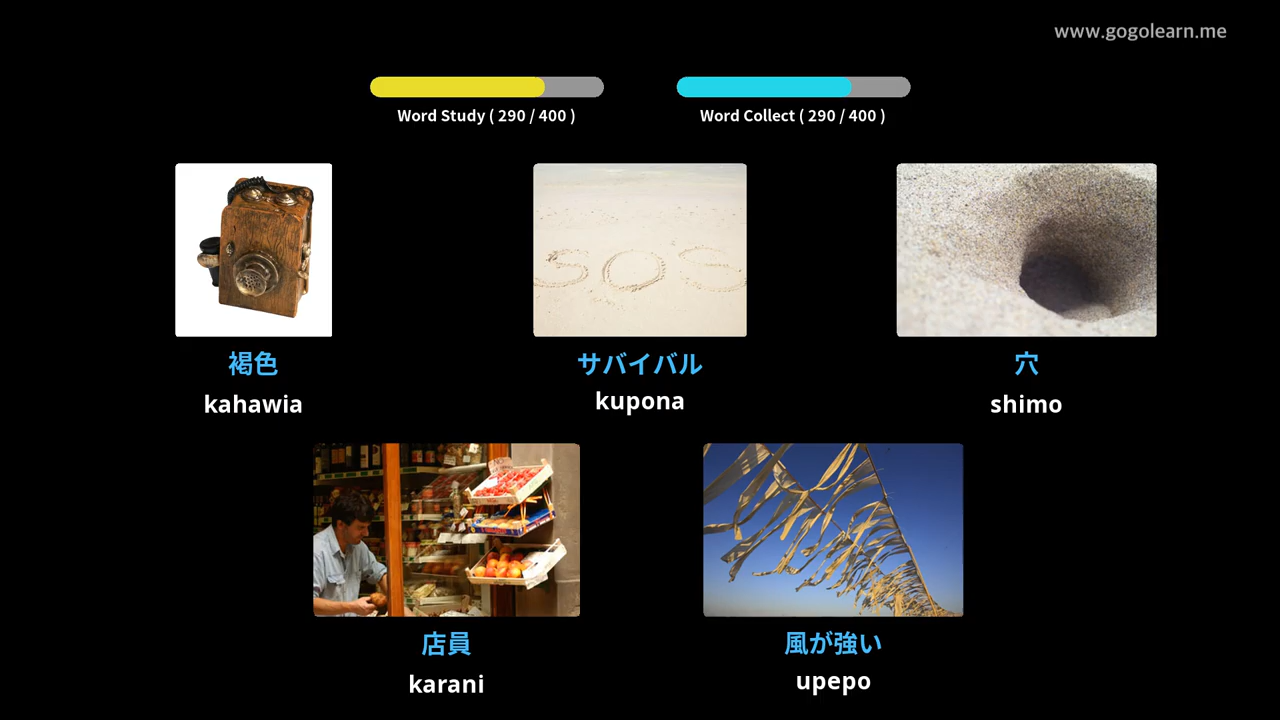 www.gogolearn.me
Word Study ( 290 / 400 )
Word Collect ( 290 / 400 )
SOS
褐色
kahawia
サバイバル
kupona
穴
shimo
店員
karani
風が強い
upepo